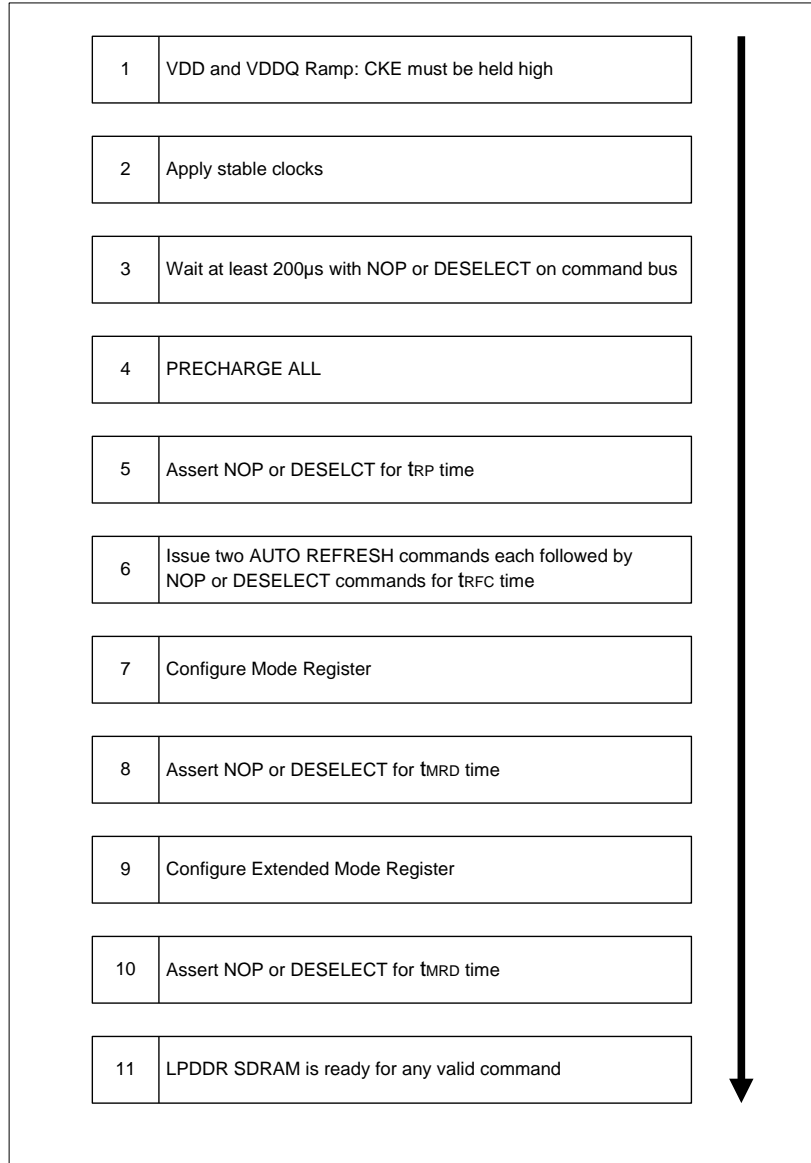 1 VDD and VDDQ Ramp: CKE must be held high
2 Apply stable clocks
3 Wait at least 200µs with NOP or DESELECT on command bus
4 PRECHARGE ALL
5 Assert NOP or DESELCT for tRP time
6 Issue two AUTO REFRESH commands each followed by
NOP or DESELECT commands for tRFC time
7 Configure Mode Register
8 Assert NOP or DESELECT for tMRD time
9 Configure Extended Mode Register
10 Assert NOP or DESELECT for tMRD time
11 LPDDR SDRAM is ready for any valid command